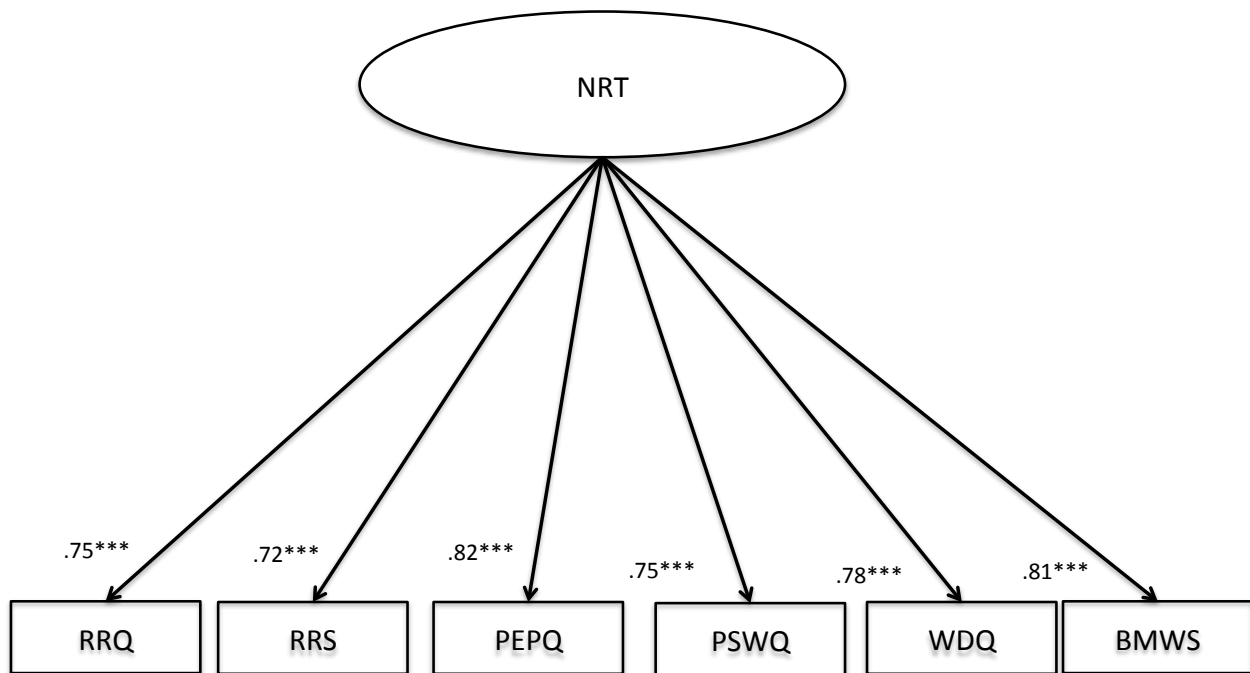 NRT
.75***
.72***
.82***
.75***
.78***
.81***
RRQ
RRS
PEPQ
PSWQ
WDQ
BMWS